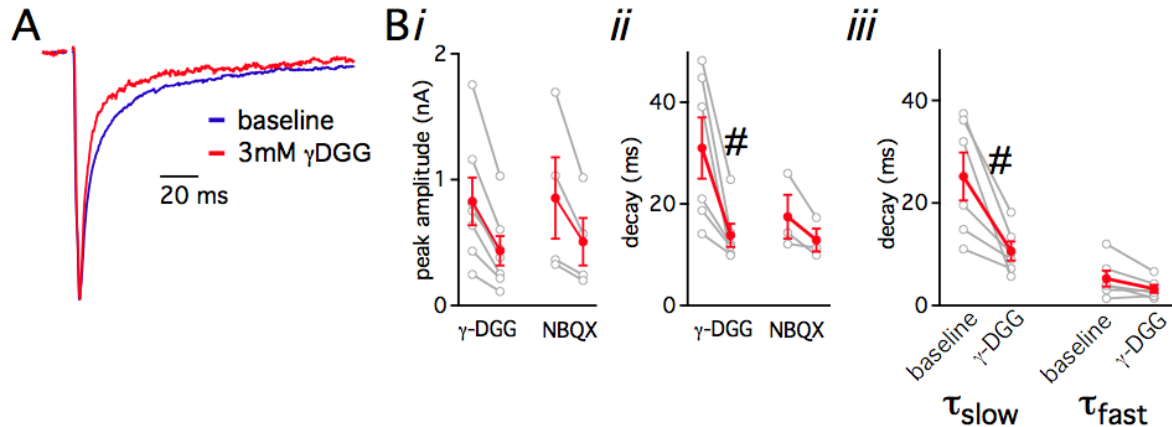 A
baseline
3mM γDGG
20 ms
Bi
peak amplitude (nA)
2
1
0
γ-DGG
NBQX
ii
decay (ms)
40
20
0
#
γ-DGG
NBQX
iii
decay (ms)
40
20
0
#
baseline
γ-DGG
baseline
γ-DGG
τslow
τfast